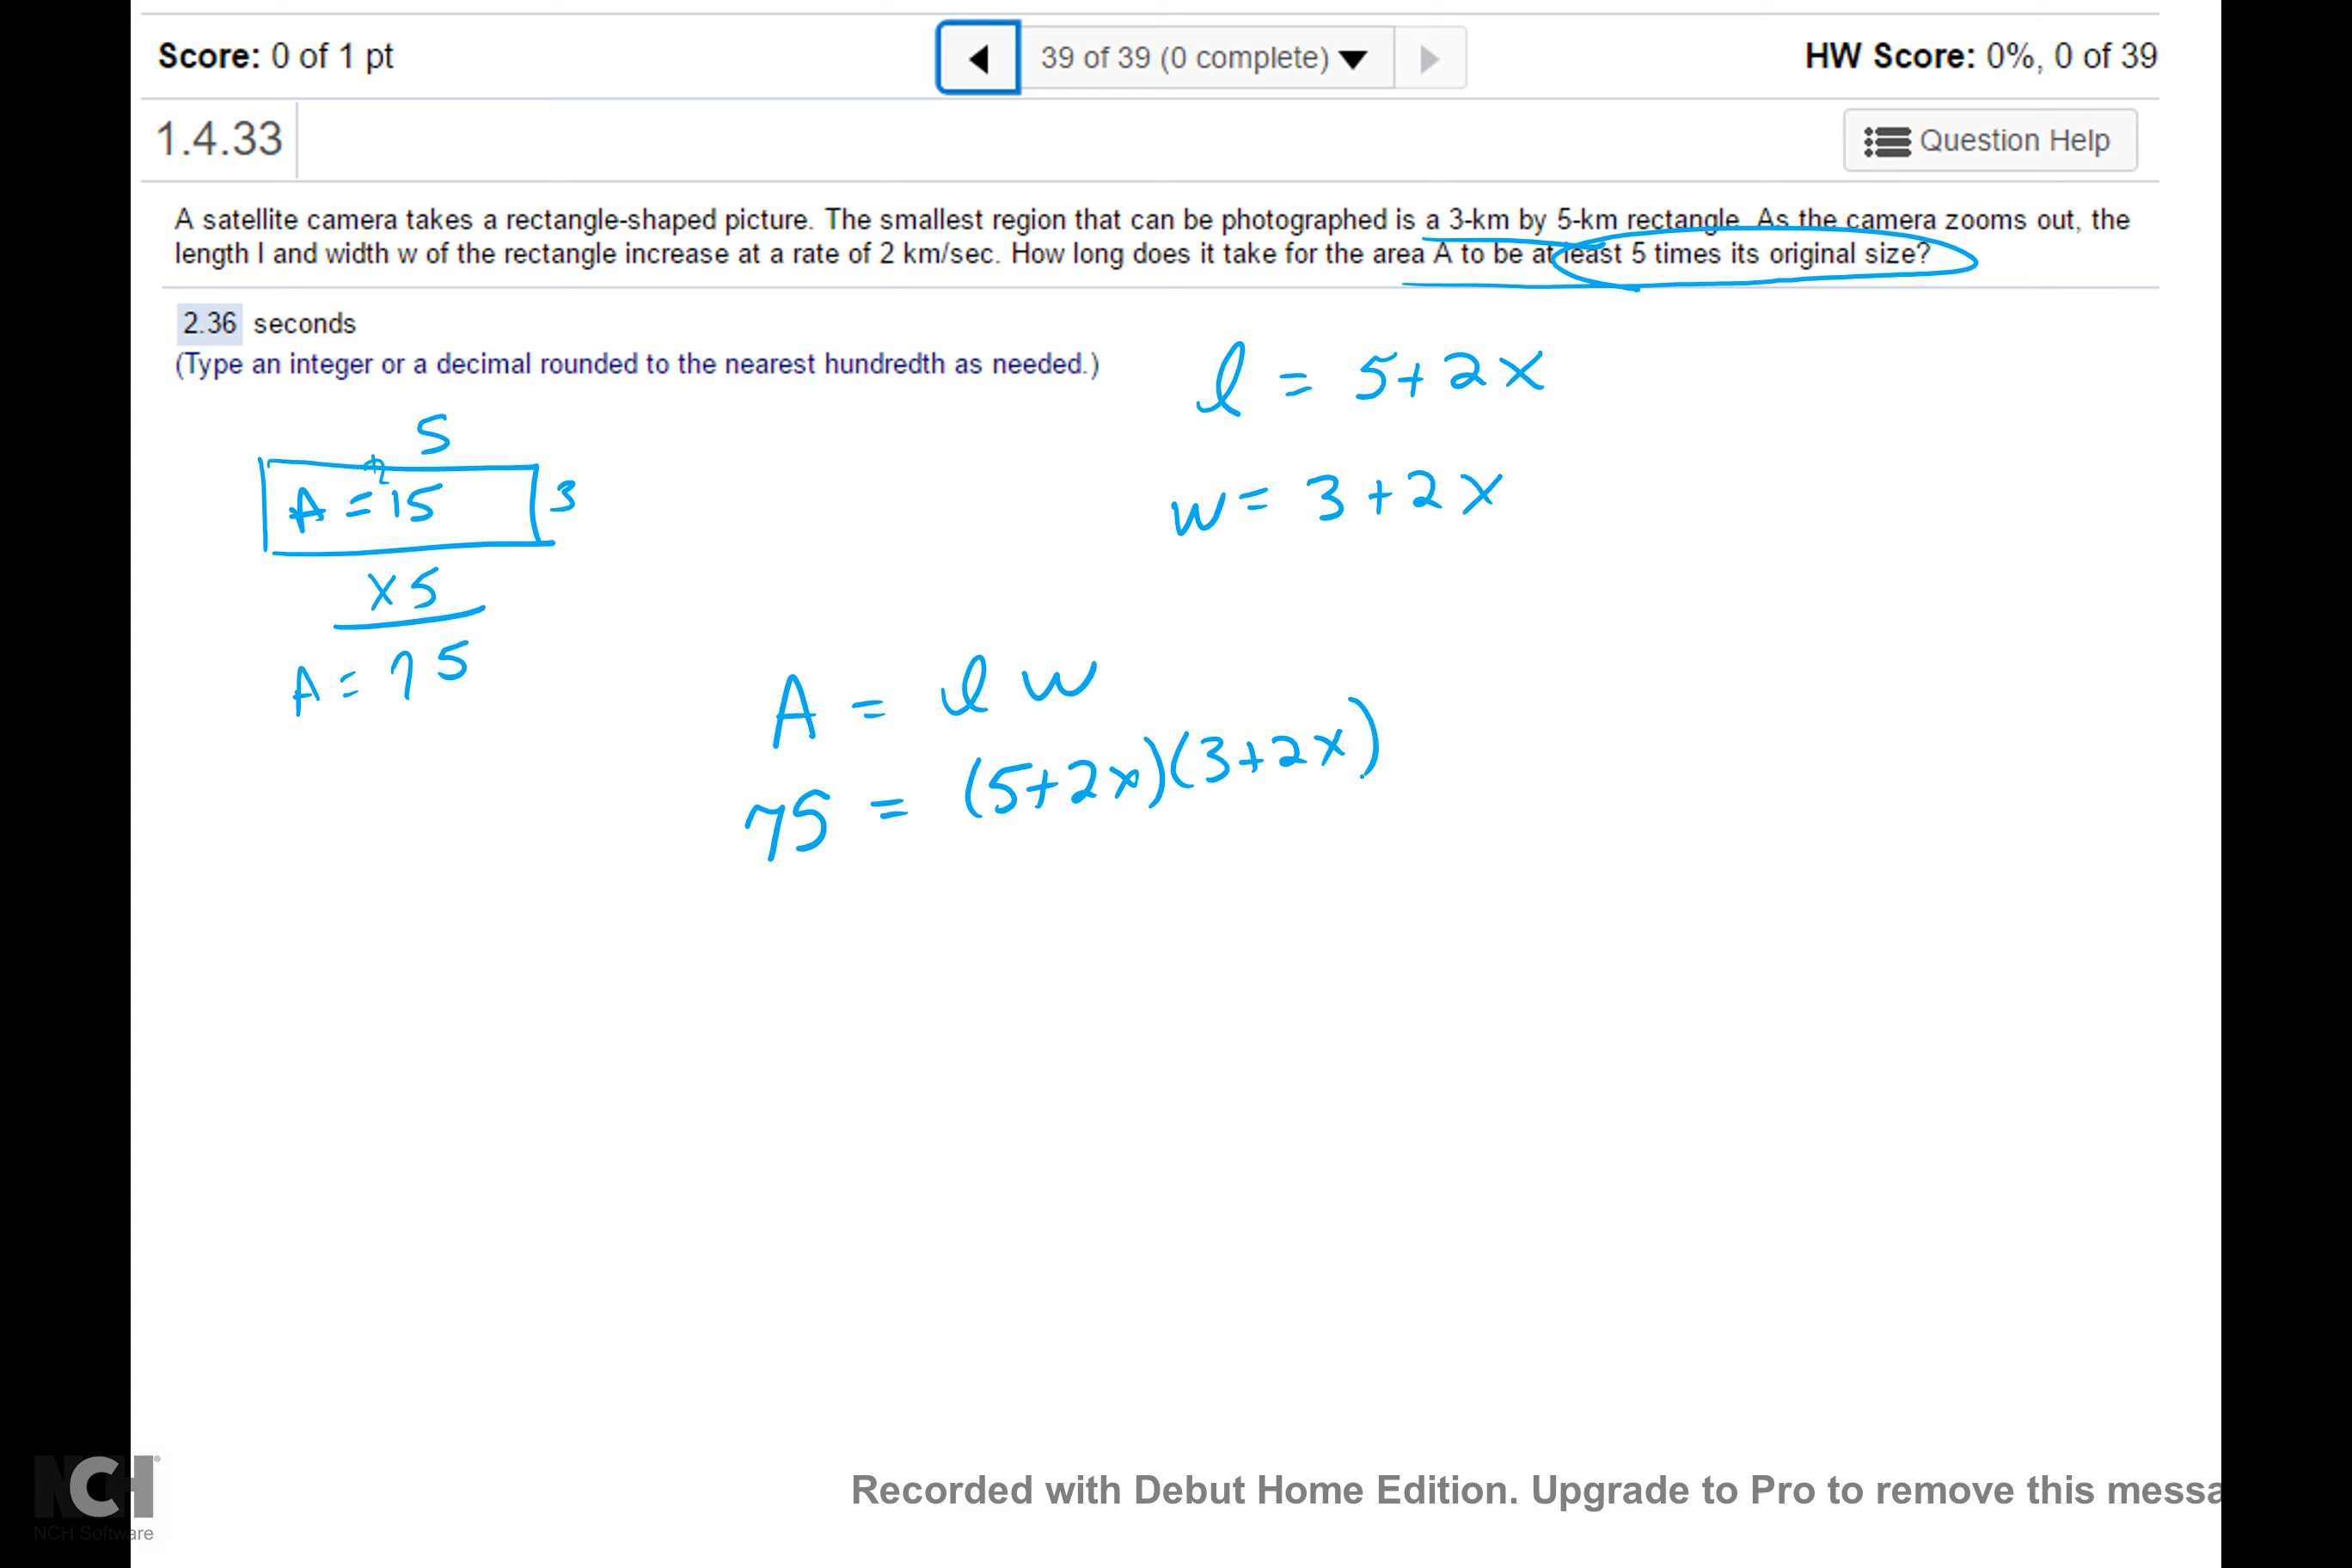 Score: 0 of 1 pt
39 of 39 (0 complete)
HW Score: 0%, 0 of 39
1.4.33
Question Help
A satellite camera takes a rectangle-shaped picture. The smallest region that can be photographed is a 3-km by 5-km rectangle. As the camera zooms out, the
length l and width w of the rectangle increase at a rate of 2 km/sec. How long does it take for the area A to be at least 5 times its original size?
2.36 seconds
(Type an integer or a decimal rounded to the nearest hundredth as needed.)
l = 5+2x
5
+2
A = 15
3
w = 3+2x
x 5
A = 75
A = l w
75 = (5+2x)(3+2x)
NCH®
NCH Software
Recorded with Debut Home Edition. Upgrade to Pro to remove this messa